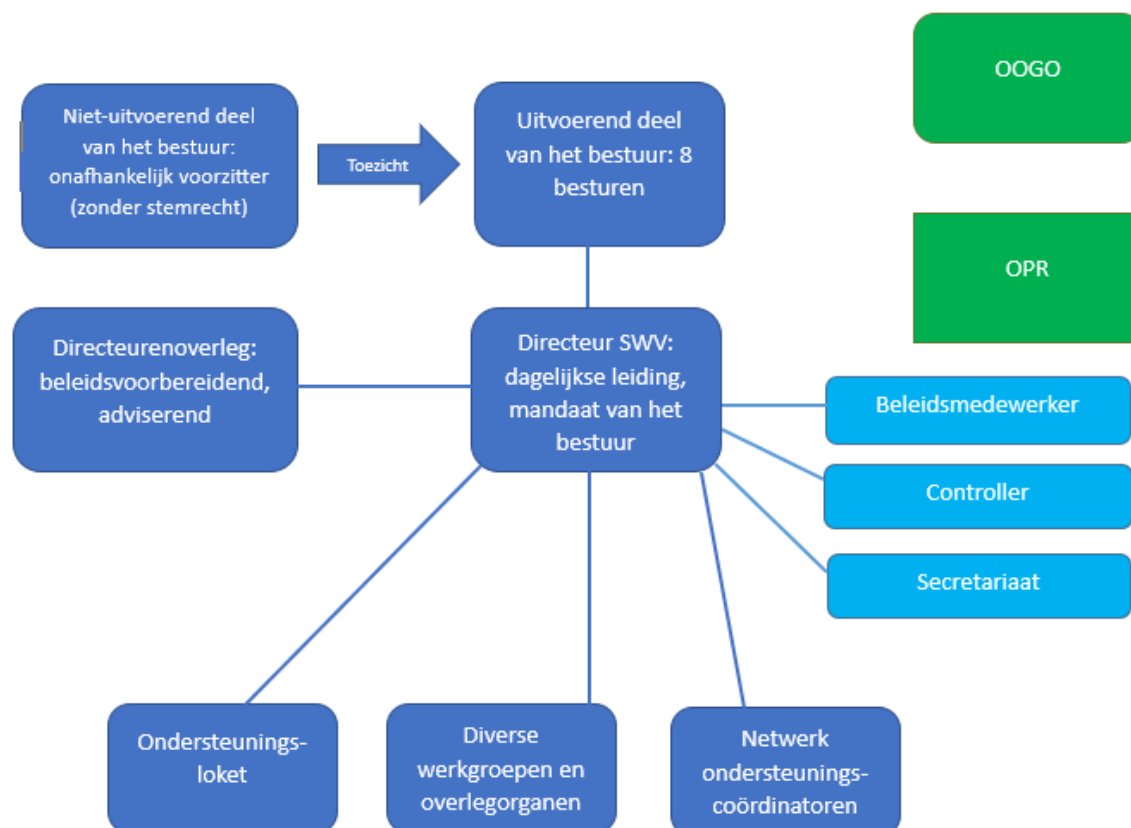 OOGO
Niet-uitvoerend deel
van het bestuur:
onafhankelijk voorzitter
(zonder stemrecht)
Toezicht
Uitvoerend deel
van het bestuur: 8
besturen
OPR
Directeurenoverleg:
beleidsvoorbereidend,
adviserend
Directeur SWV:
dagelijkse leiding,
mandaat van het
bestuur
Beleidsmedewerker
Controller
Secretariaat
Ondersteunings-
loket
Diverse
werkgroepen en
overlegorganen
Netwerk
ondersteunings-
coördinatoren